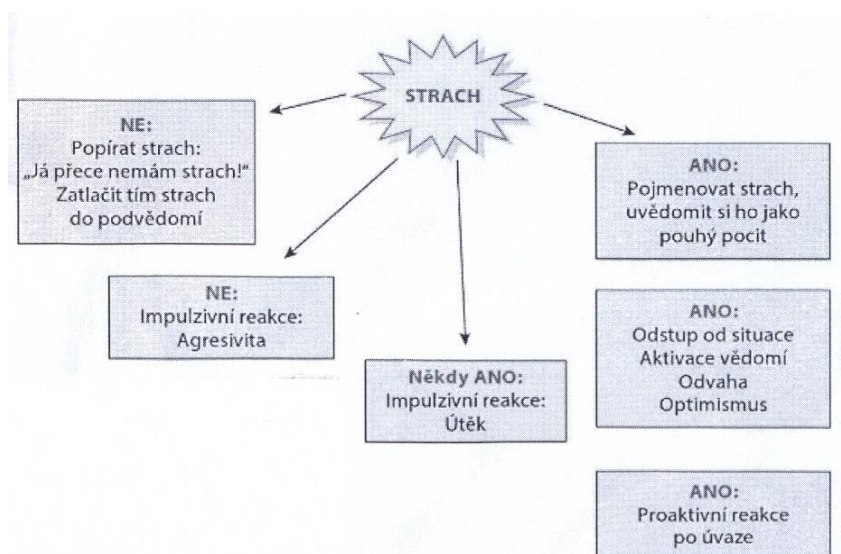 STRACH
NE:
Popírat strach:
„Já přece nemám strach!“
Zatlačit tím strach
do podvědomí
NE:
Impulzivní reakce:
Agresivita
Někdy ANO:
Impulzivní reakce:
Útěk
ANO:
Pojmenovat strach,
uvědomit si ho jako
pouhý pocit
ANO:
Odstup od situace
Aktivace vědomí
Odvaha
Optimismus
ANO:
Proaktivní reakce
po úvaze